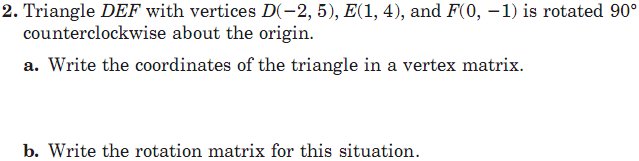 2. Triangle DEF with vertices D(−2, 5), E(1, 4), and F(0, −1) is rotated 90°
counterclockwise about the origin.
a. Write the coordinates of the triangle in a vertex matrix.
b. Write the rotation matrix for this situation.